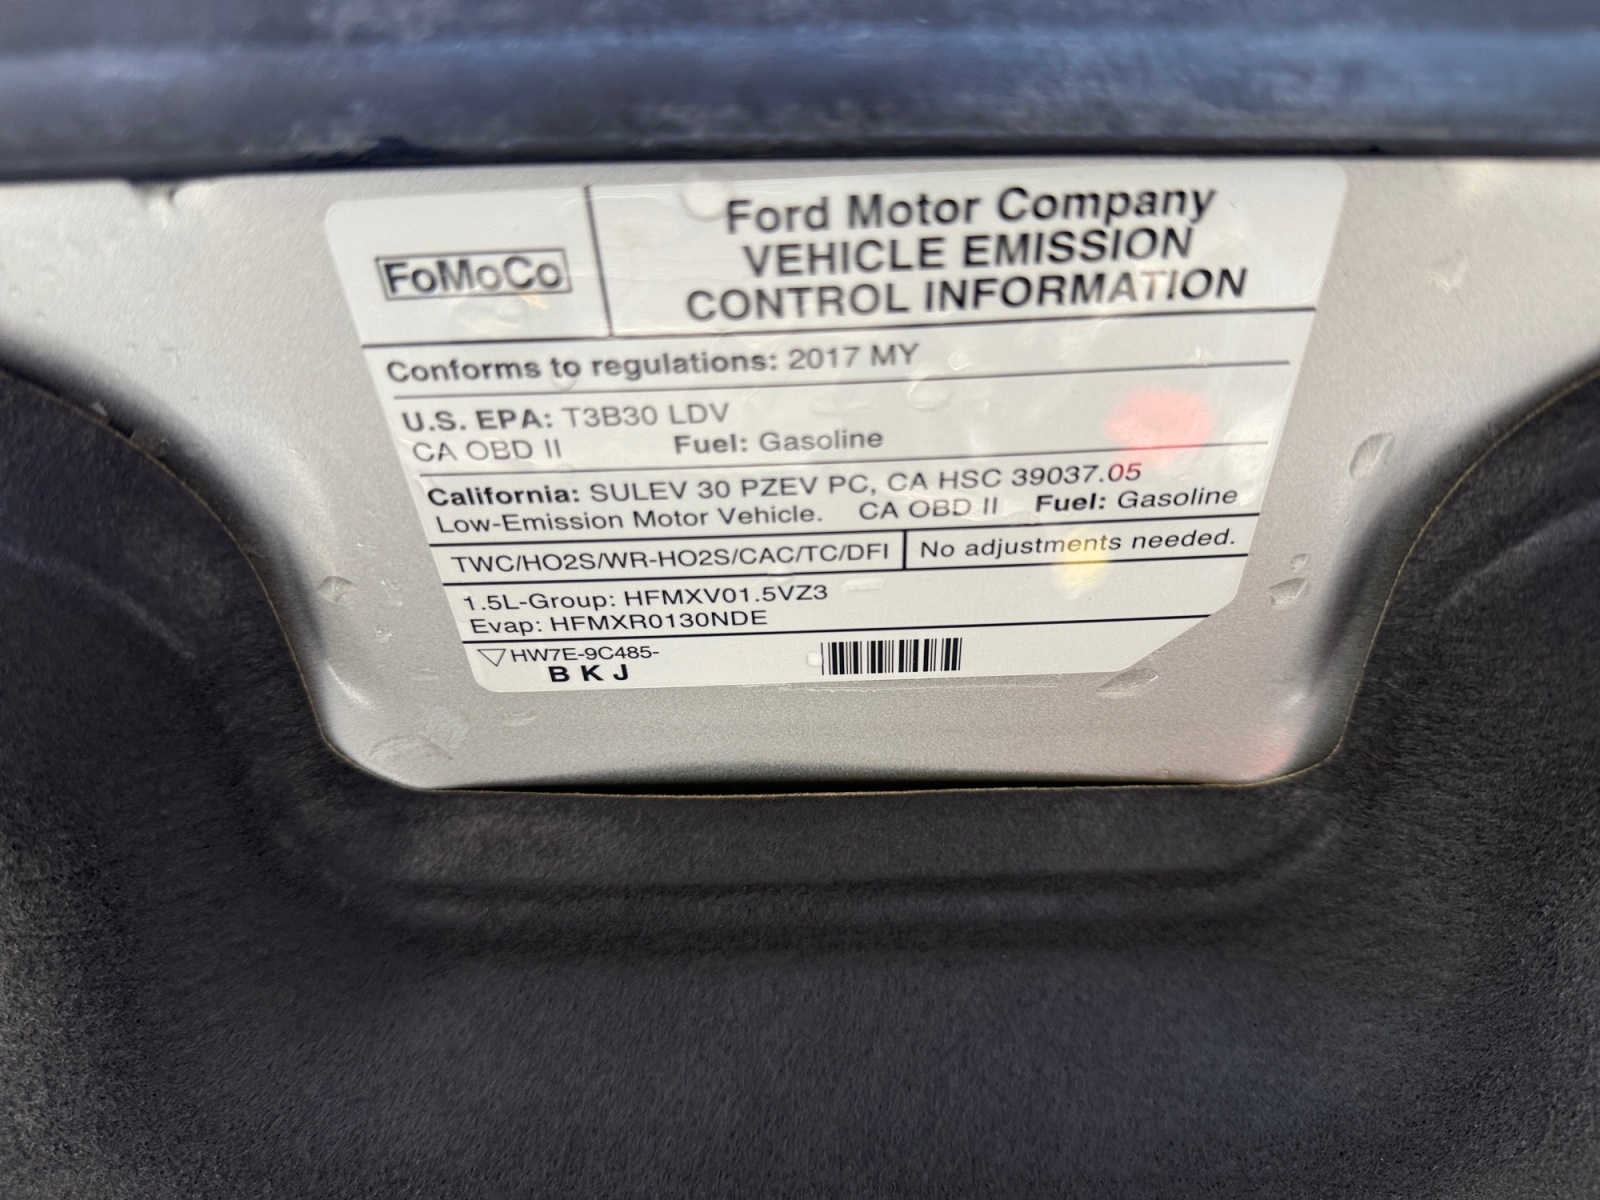 FoMoCo
Ford Motor Company
VEHICLE EMISSION
CONTROL INFORMATION
Conforms to regulations: 2017 MY
U.S. EPA: T3B30 LDV
CA OBD II Fuel: Gasoline
California: SULEV 30 PZEV PC, CA HSC 39037.05
Low-Emission Motor Vehicle. CA OBD II Fuel: Gasoline
TWC/HO2S/WR-HO2S/CAC/TC/DFI No adjustments needed.
1.5L-Group: HFMXV01.5VZ3
Evap: HFMXR0130NDE
HW7E-9C485-
B K J